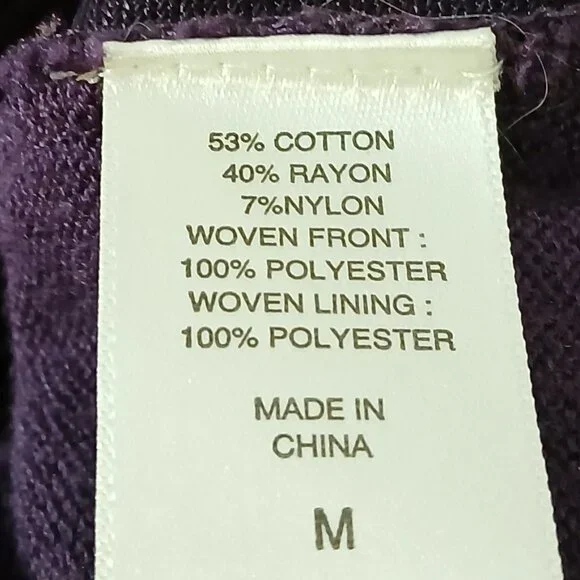 53% COTTON
40% RAYON
7%NYLON
WOVEN FRONT :
100% POLYESTER
WOVEN LINING :
100% POLYESTER
MADE IN
CHINA
M